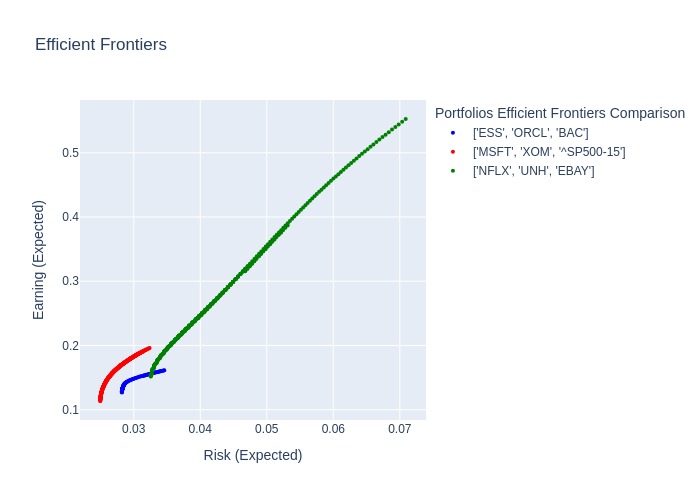 Efficient Frontiers
Portfolios Efficient Frontiers Comparison
['ESS', 'ORCL', 'BAC']
['MSFT', 'XOM', '^SP500-15']
['NFLX', 'UNH', 'EBAY']
Earning (Expected)
0.5
0.4
0.3
0.2
0.1
0.03 0.04 0.05 0.06 0.07
Risk (Expected)